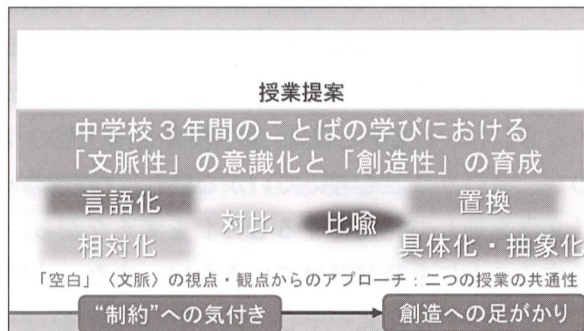 授業提案
中学校3年間のことばの学びにおける
「文脈性」の意識化と「創造性」の育成
言語化 対比 比喩 置換
相対化 具体化・抽象化
「空白」〈文脈〉の視点・観点からのアプローチ：二つの授業の共通性
“制約”への気付き 創造への足がかり